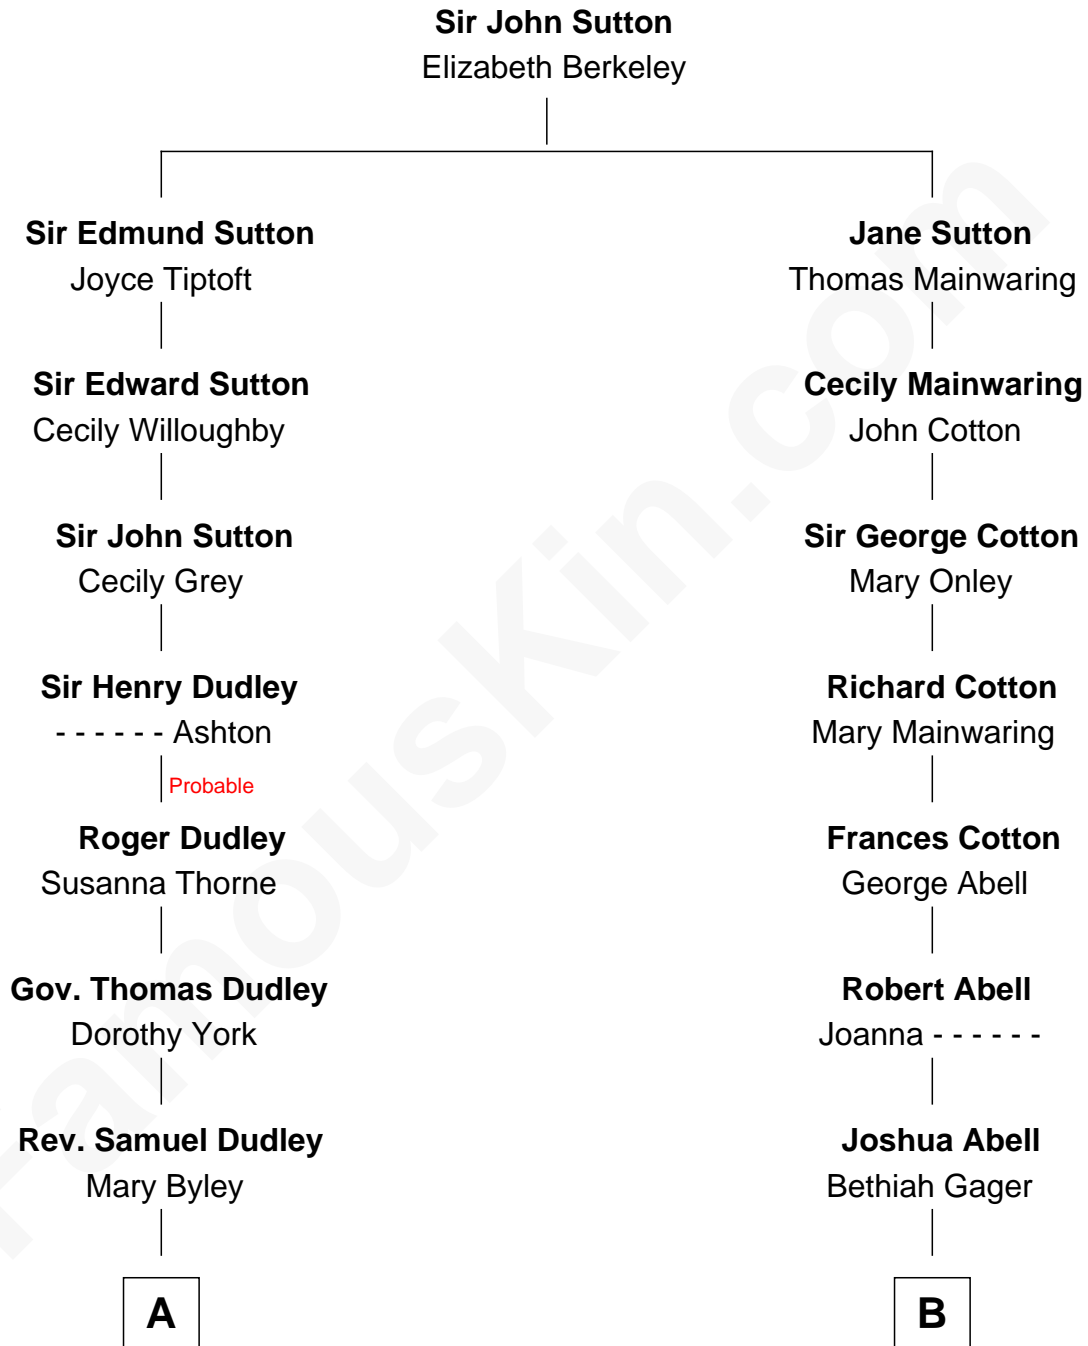 Sir John Sutton
Elizabeth Berkeley
Sir Edmund Sutton
Joyce Tiptoft
Jane Sutton
Thomas Mainwaring
Sir Edward Sutton
Cecily Willoughby
Cecily Mainwaring
John Cotton
Sir John Sutton
Cecily Grey
Sir George Cotton
Mary Onley
Sir Henry Dudley
- - - - - - Ashton
Richard Cotton
Mary Mainwaring
Probable
Roger Dudley
Susanna Thorne
Frances Cotton
George Abell
Gov. Thomas Dudley
Dorothy York
Robert Abell
Joanna - - - - - -
Rev. Samuel Dudley
Mary Byley
Joshua Abell
Bethiah Gager
A
B
FamousKin.com